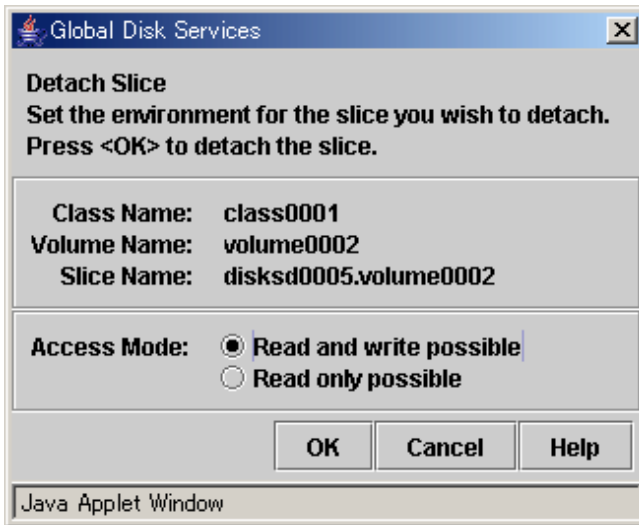 Global Disk Services
Detach Slice
Set the environment for the slice you wish to detach.
Press <OK> to detach the slice.
Class Name: class0001
Volume Name: volume0002
Slice Name: disksd0005.volume0002
Access Mode: Read and write possible
Read only possible
OK Cancel Help
Java Applet Window